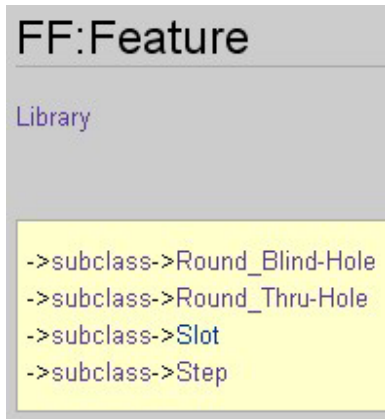 FF:Feature
Library
->subclass->Round_Blind-Hole
->subclass->Round_Thru-Hole
->subclass->Slot
->subclass->Step